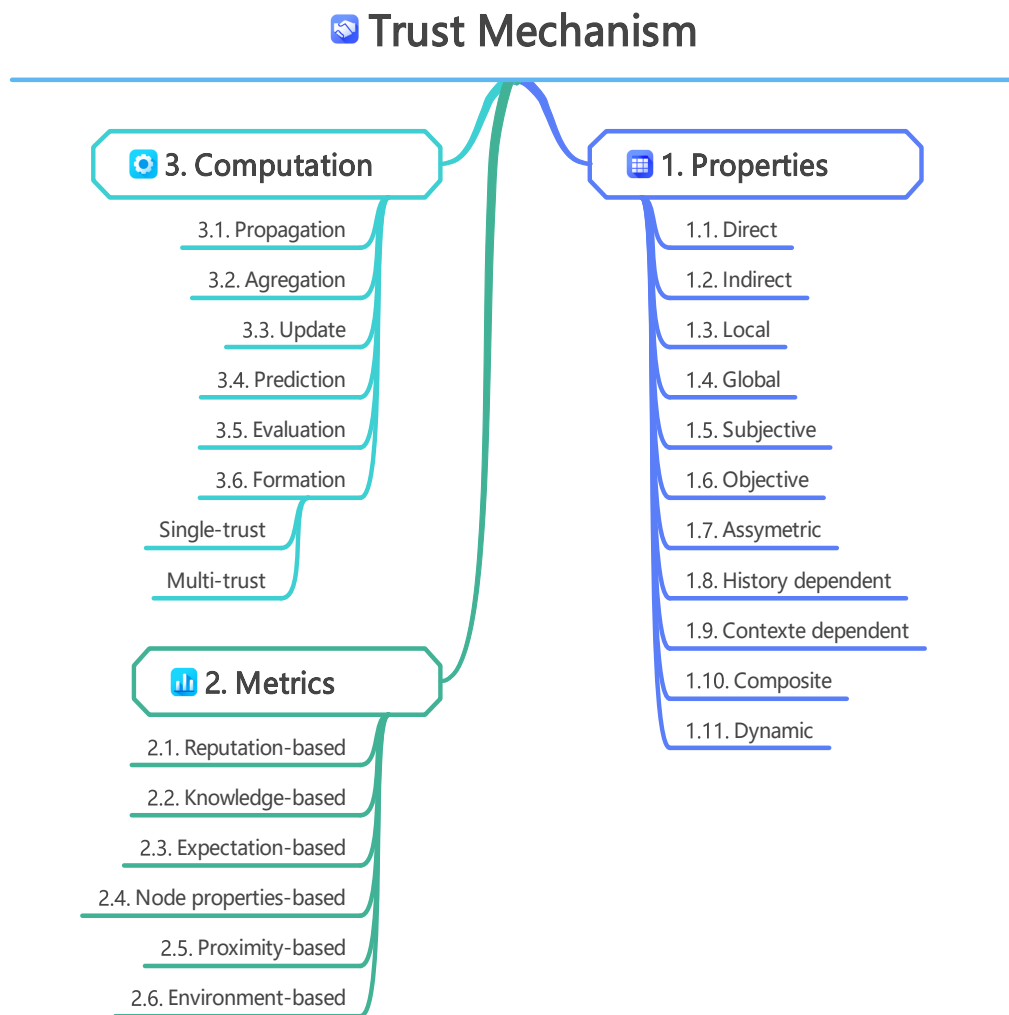 Trust Mechanism
3. Computation
3.1. Propagation
3.2. Agregation
3.3. Update
3.4. Prediction
3.5. Evaluation
3.6. Formation
Single-trust
Multi-trust
2. Metrics
2.1. Reputation-based
2.2. Knowledge-based
2.3. Expectation-based
2.4. Node properties-based
2.5. Proximity-based
2.6. Environment-based
1. Properties
1.1. Direct
1.2. Indirect
1.3. Local
1.4. Global
1.5. Subjective
1.6. Objective
1.7. Assymetric
1.8. History dependent
1.9. Contexte dependent
1.10. Composite
1.11. Dynamic